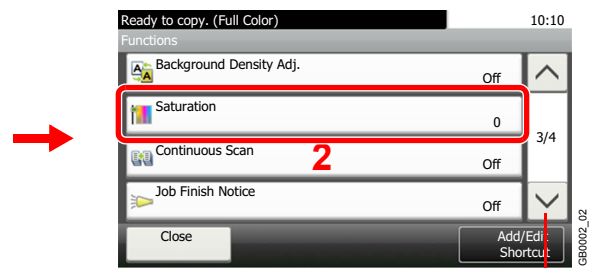 Ready to copy. (Full Color)
10:10
Functions
Background Density Adj.
Off
Saturation
0
3/4
2
Continuous Scan
Off
Job Finish Notice
Off
Close
Add/Edit
Shortcut
GB0002_02